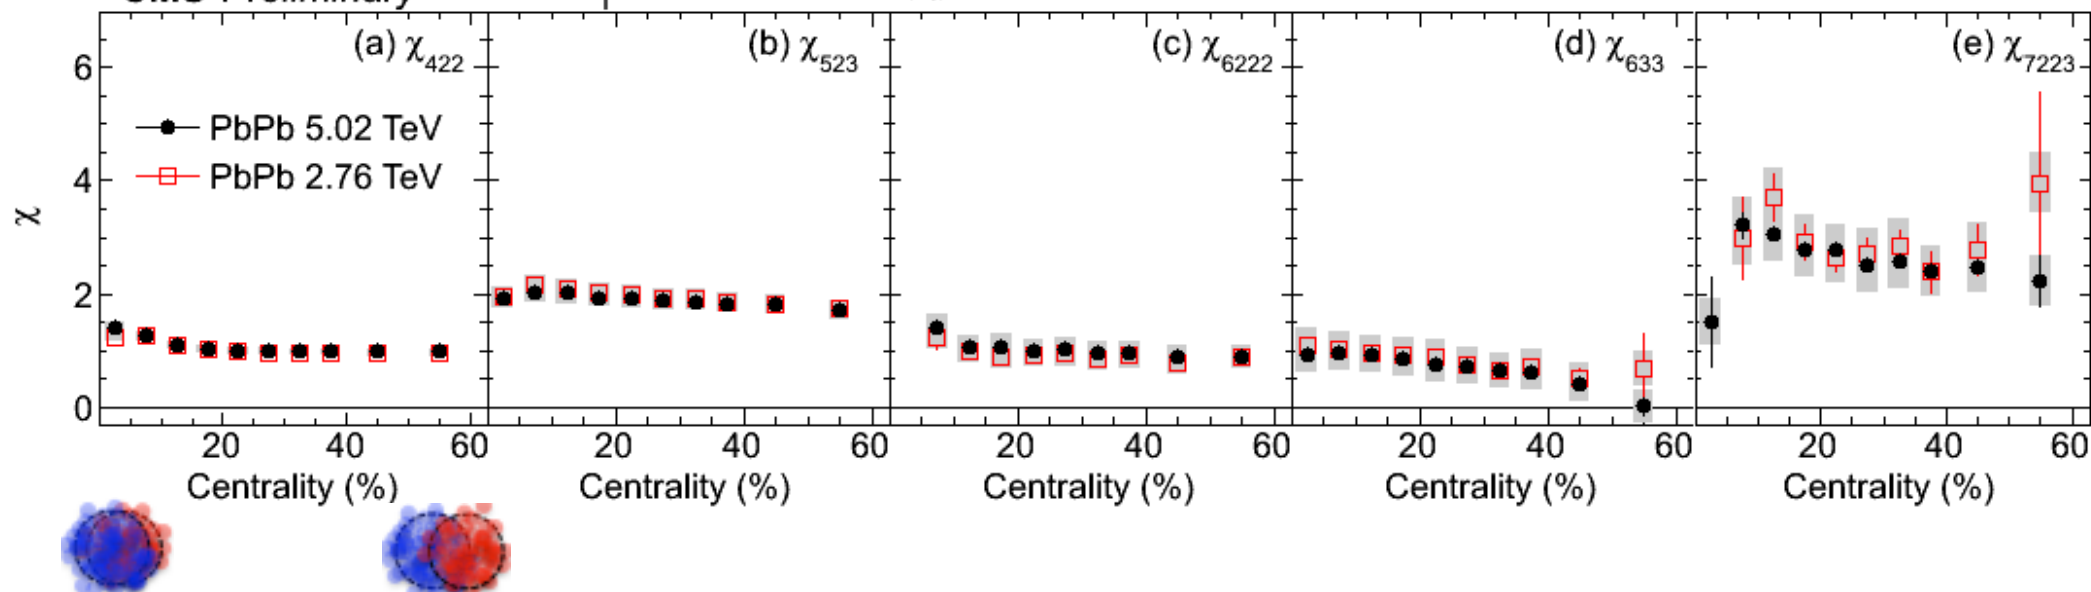 Preliminary
(a) χ422
(b) χ523
(c) χ6222
(d) χ633
(e) χ7223
6
4
2
0
χ
PbPb 5.02 TeV
PbPb 2.76 TeV
20 40 60 20 40 60 20 40 60 20 40 60 20 40 60
Centrality (%) Centrality (%) Centrality (%) Centrality (%) Centrality (%)